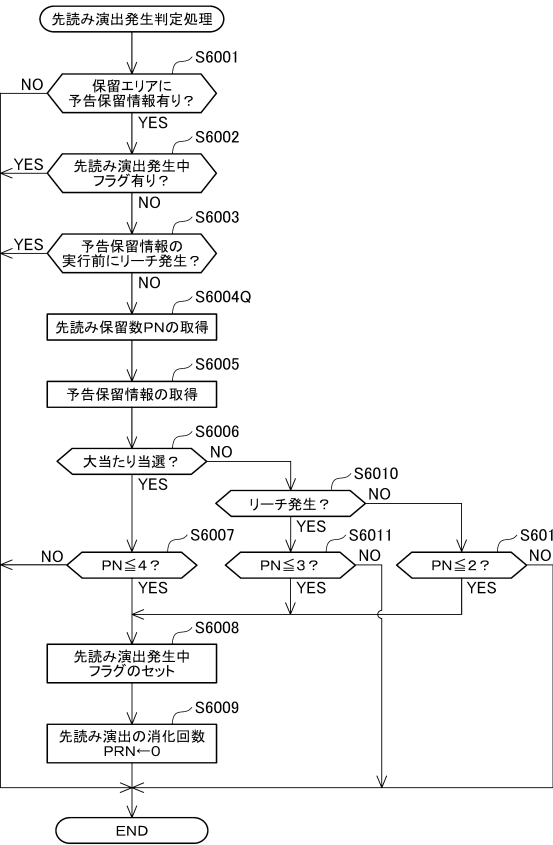 先読み演出発生判定処理
S6001
保留エリアに
予告保留情報有り？
NO
YES
S6002
先読み演出発生中
フラグ有り？
YES
NO
S6003
予告保留情報の
実行前にリーチ発生？
YES
NO
S6004Q
先読み保留数PNの取得
S6005
予告保留情報の取得
S6006
大当たり当選？
NO
YES
S6010
リーチ発生？
NO
YES
S6007
PN≦4？
NO
YES
S6011
PN≦3？
NO
YES
S601
PN≦2？
NO
YES
S6008
先読み演出発生中
フラグのセット
S6009
先読み演出の消化回数
PRN←0
END